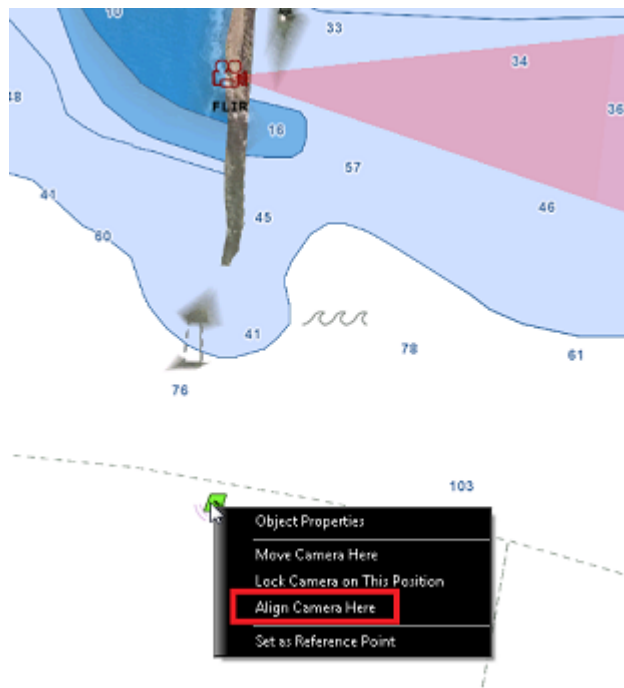 10
33
34
48
FLIR
36
16
57
41
45
46
60
41
78
61
76
103
Object Properties
Move Camera Here
Lock Camera on This Position
Align Camera Here
Set as Reference Point